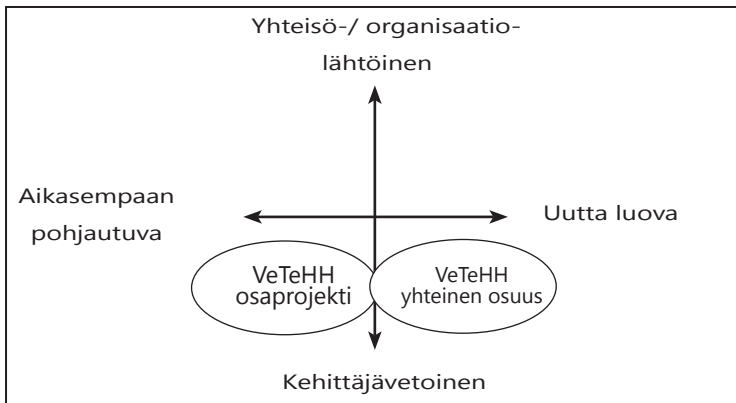 Yhteisö-/ organisaatio-
lähtöinen
Aikasempaan
pohjautuva
Uutta luova
VeTeHH
osaprojekti
VeTeHH
yhteinen osuus
Kehittäjävetoinen